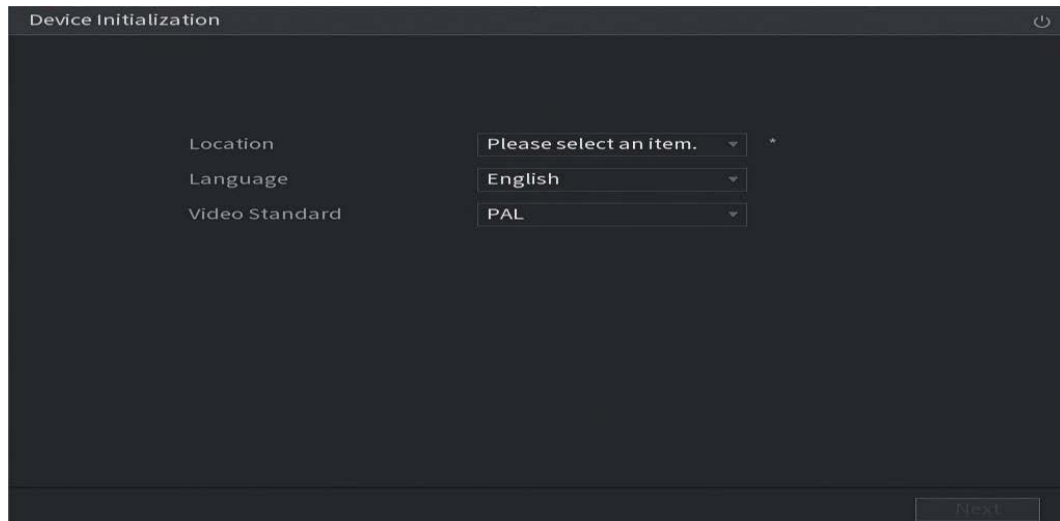 Device Initialization
Location Please select an item. *
Language English
Video Standard PAL
Next